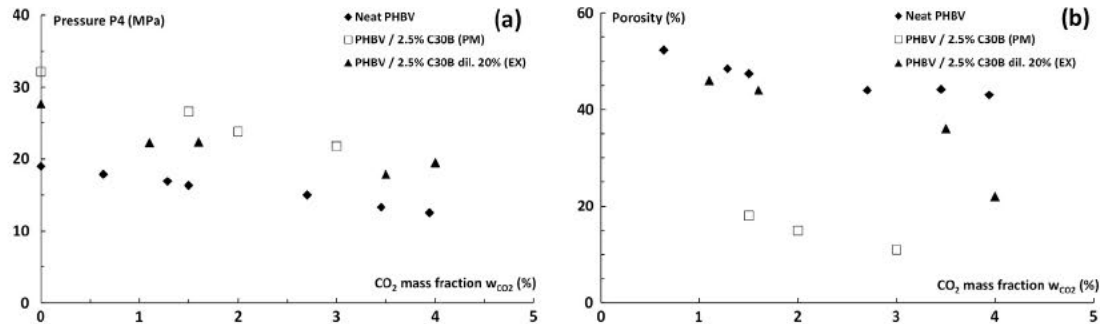 Pressure P4 (MPa)
(a)
◆ Neat PHBV
□ PHBV / 2.5% C30B (PM)
▲ PHBV / 2.5% C30B dil. 20% (EX)
40
30
20
10
0
CO₂ mass fraction w_CO2 (%)
0 1 2 3 4 5
Porosity (%)
(b)
◆ Neat PHBV
□ PHBV / 2.5% C30B (PM)
▲ PHBV / 2.5% C30B dil. 20% (EX)
60
40
20
0
CO₂ mass fraction w_CO2 (%)
0 1 2 3 4 5